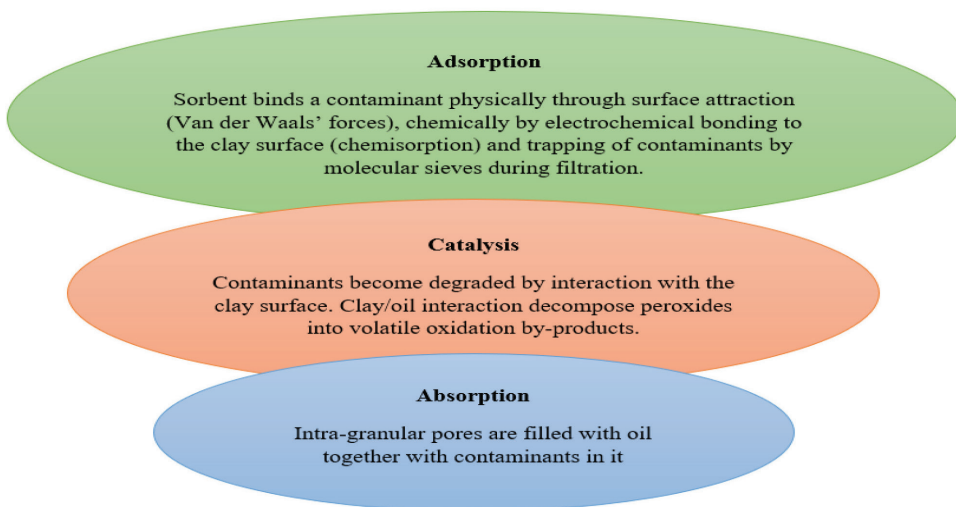 Adsorption
Sorbent binds a contaminant physically through surface attraction
(Van der Waals’ forces), chemically by electrochemical bonding to
the clay surface (chemisorption) and trapping of contaminants by
molecular sieves during filtration.
Catalysis
Contaminants become degraded by interaction with the
clay surface. Clay/oil interaction decompose peroxides
into volatile oxidation by-products.
Absorption
Intra-granular pores are filled with oil
together with contaminants in it